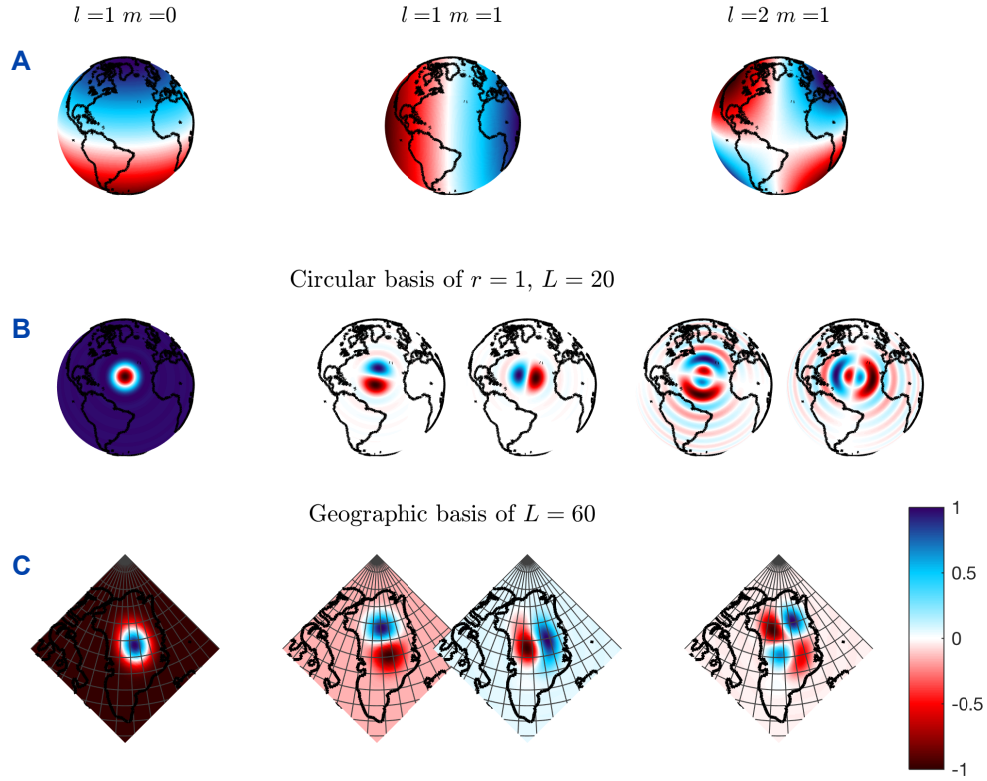 l=1 m=0
l=1 m=1
l=2 m=1
A
Circular basis of r = 1, L = 20
B
Geographic basis of L = 60
C
1
0.5
0
-0.5
-1